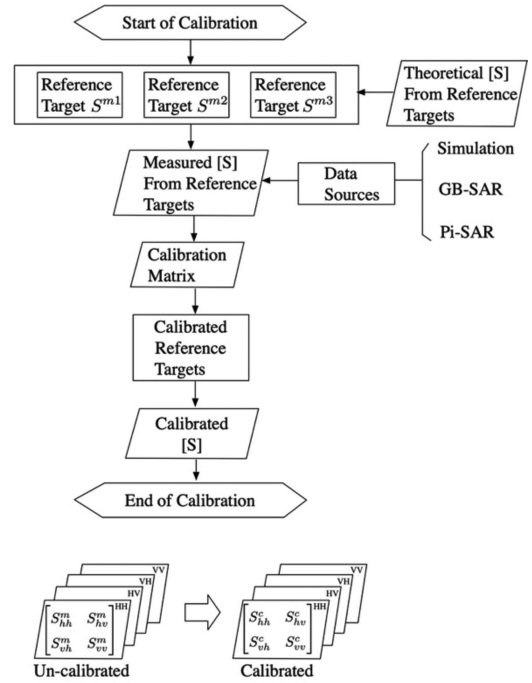 Start of Calibration
Reference
Target S^{m1}
Reference
Target S^{m2}
Reference
Target S^{m3}
Theoretical [S]
From Reference
Targets
Measured [S]
From Reference
Targets
Data
Sources
Simulation
GB-SAR
Pi-SAR
Calibration
Matrix
Calibrated
Reference
Targets
Calibrated
[S]
End of Calibration
VV
VH
HV
HH
S^m_{hh} S^m_{hv}
S^m_{vh} S^m_{vv}
Un-calibrated
VV
VH
HV
HH
S^c_{hh} S^c_{hv}
S^c_{vh} S^c_{vv}
Calibrated